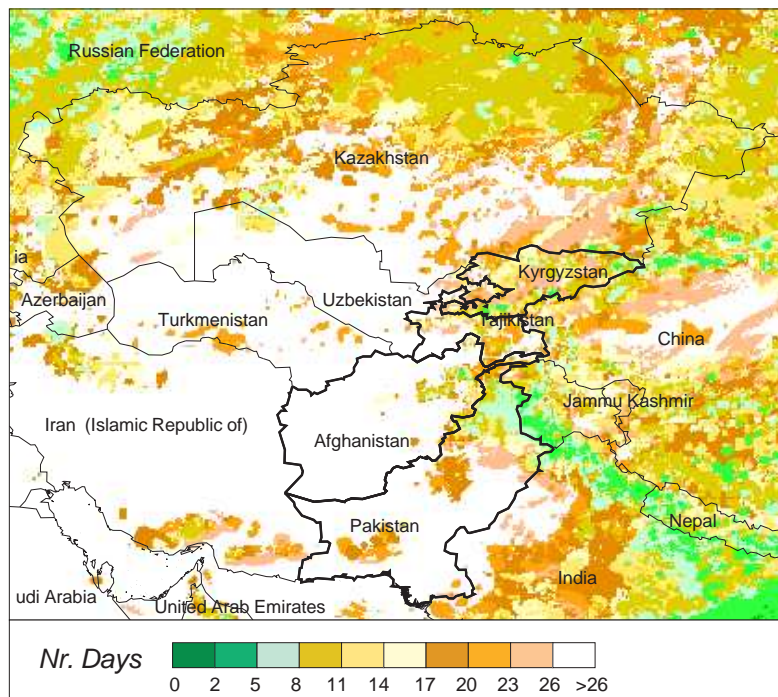 Russian Federation
Kazakhstan
ia
Kyrgyzstan
Azerbaijan
Uzbekistan
Turkmenistan
Tajikistan
China
Jammu Kashmir
Iran (Islamic Republic of)
Afghanistan
Pakistan
Nepal
India
udi Arabia
United Arab Emirates
Nr. Days
0 2 5 8 11 14 17 20 23 26 >26